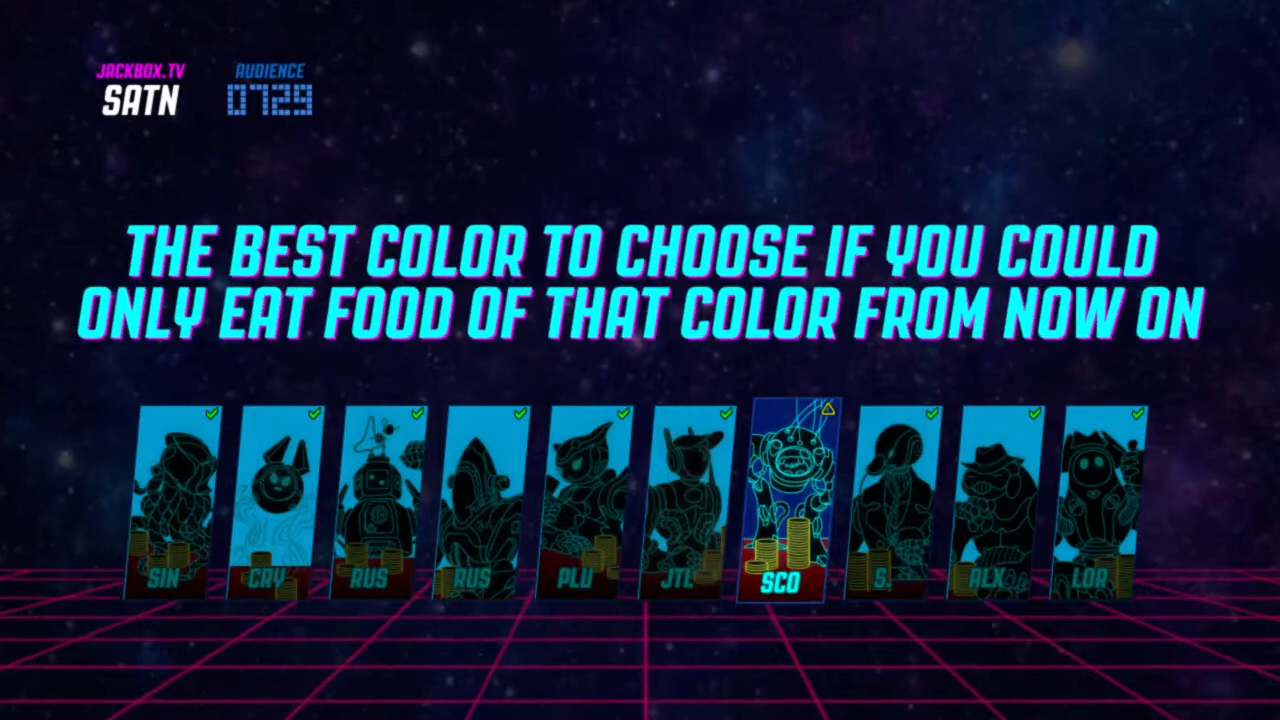 JACKBOX.TV
SATN
AUDIENCE
0729
THE BEST COLOR TO CHOOSE IF YOU COULD
ONLY EAT FOOD OF THAT COLOR FROM NOW ON
SIN CRY RUS RUS PLU JTL SCO S. ALX LOR